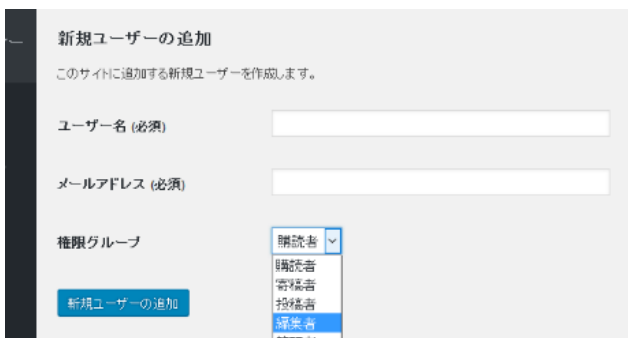 新規ユーザーの追加
このサイトに追加する新規ユーザーを作成します。
ユーザー名 (必須)
メールアドレス (必須)
権限グループ
購読者
購読者
寄稿者
投稿者
編集者
新規ユーザーの追加